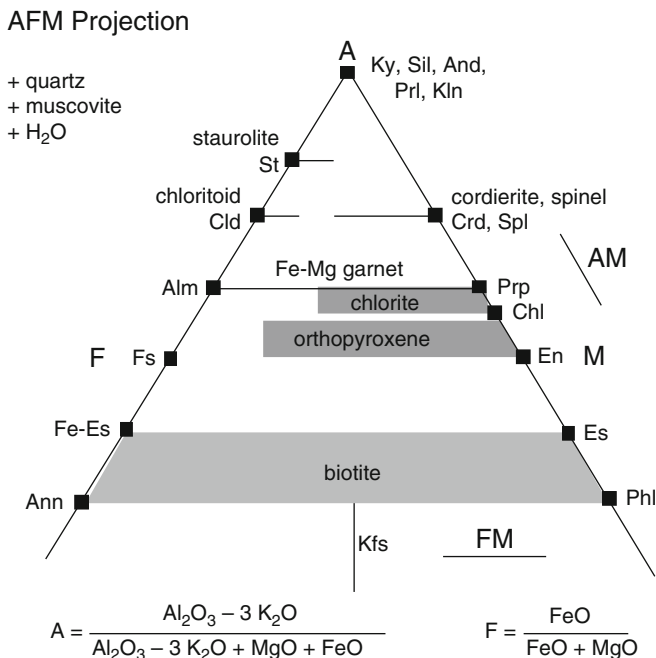 AFM Projection
+ quartz
+ muscovite
+ H₂O
A
Ky, Sil, And,
Prl, Kln
staurolite
St
chloritoid
Cld
cordierite, spinel
Crd, Spl
AM
Fe-Mg garnet
Alm
Prp
chlorite
Chl
orthopyroxene
F
Fs
En
M
Fe-Es
Es
biotite
Ann
Phl
Kfs
FM
A = Al₂O₃ – 3 K₂O / Al₂O₃ – 3 K₂O + MgO + FeO
F = FeO / FeO + MgO